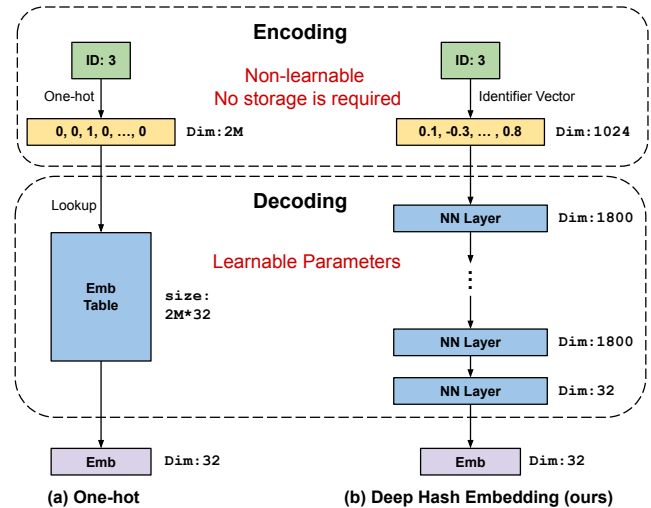 Encoding
ID: 3
ID: 3
Non-learnable
No storage is required
One-hot
Identifier Vector
0, 0, 1, 0, ..., 0
Dim:2M
0.1, -0.3, ... , 0.8
Dim:1024
Lookup
Decoding
NN Layer
Dim:1800
Learnable Parameters
Emb
Table
size:
2M*32
NN Layer
Dim:1800
NN Layer
Dim:32
Emb
Dim:32
Emb
Dim:32
(a) One-hot
(b) Deep Hash Embedding (ours)